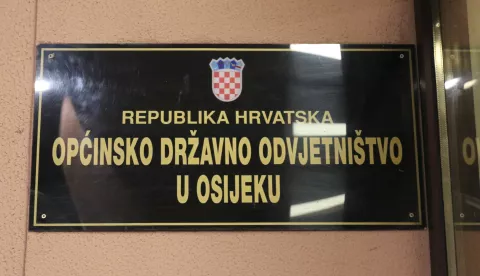 REPUBLIKA HRVATSKA
OPĆINSKO DRŽAVNO ODVJETNIŠTVO
U OSIJEKU